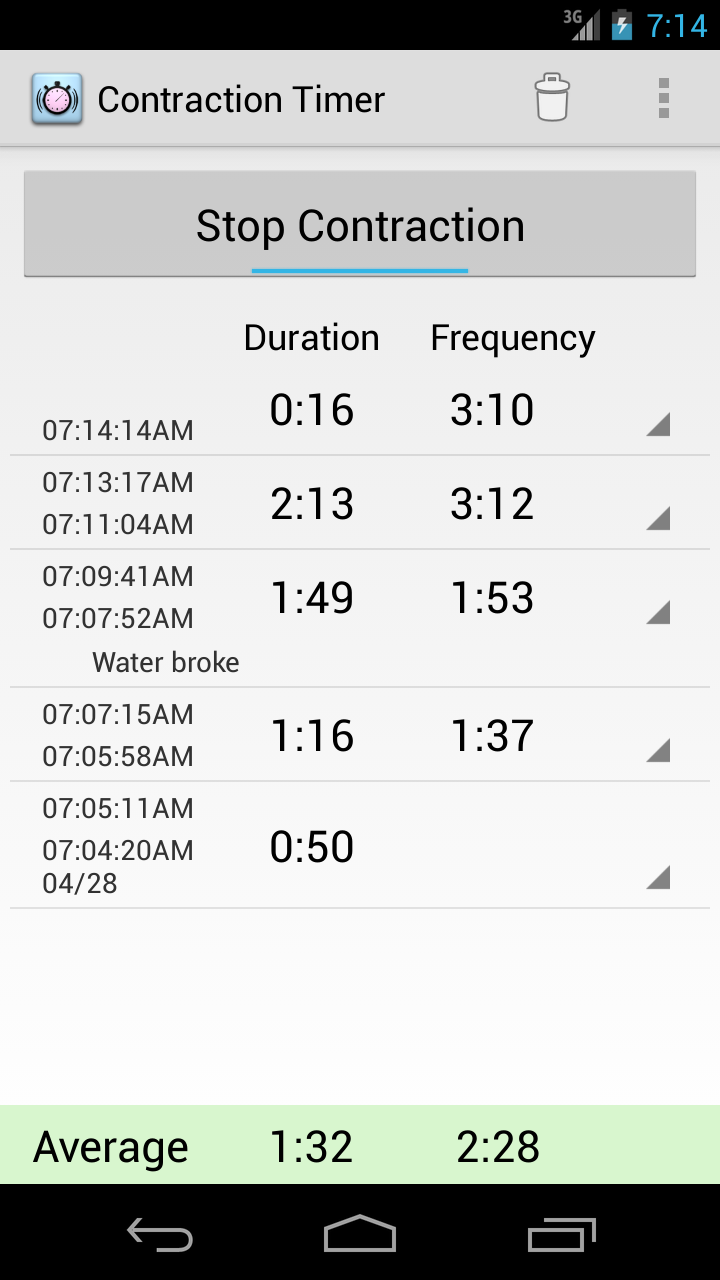 3G 7:14
Contraction Timer
Stop Contraction
Duration Frequency
07:14:14AM 0:16 3:10
07:13:17AM
07:11:04AM 2:13 3:12
07:09:41AM
07:07:52AM 1:49 1:53
Water broke
07:07:15AM
07:05:58AM 1:16 1:37
07:05:11AM
07:04:20AM 0:50
04/28
Average 1:32 2:28